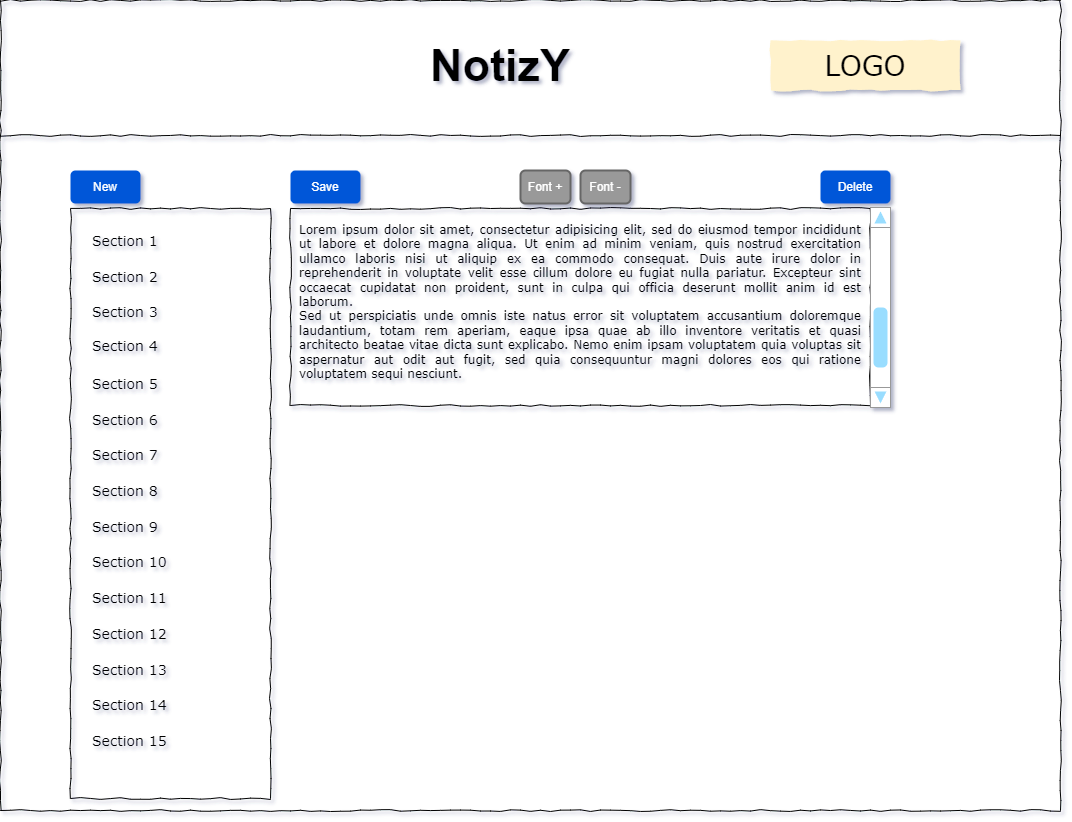 NotizY
LOGO
New
Save
Font +
Font -
Delete
Section 1
Section 2
Section 3
Section 4
Section 5
Section 6
Section 7
Section 8
Section 9
Section 10
Section 11
Section 12
Section 13
Section 14
Section 15
Lorem ipsum dolor sit amet, consectetur adipisicing elit, sed do eiusmod tempor incididunt
ut labore et dolore magna aliqua. Ut enim ad minim veniam, quis nostrud exercitation
ullamco laboris nisi ut aliquip ex ea commodo consequat. Duis aute irure dolor in
reprehenderit in voluptate velit esse cillum dolore eu fugiat nulla pariatur. Excepteur sint
occaecat cupidatat non proident, sunt in culpa qui officia deserunt mollit anim id est
laborum.
Sed ut perspiciatis unde omnis iste natus error sit voluptatem accusantium doloremque
laudantium, totam rem aperiam, eaque ipsa quae ab illo inventore veritatis et quasi
architecto beatae vitae dicta sunt explicabo. Nemo enim ipsam voluptatem quia voluptas sit
aspernatur aut odit aut fugit, sed quia consequuntur magni dolores eos qui ratione
voluptatem sequi nesciunt.